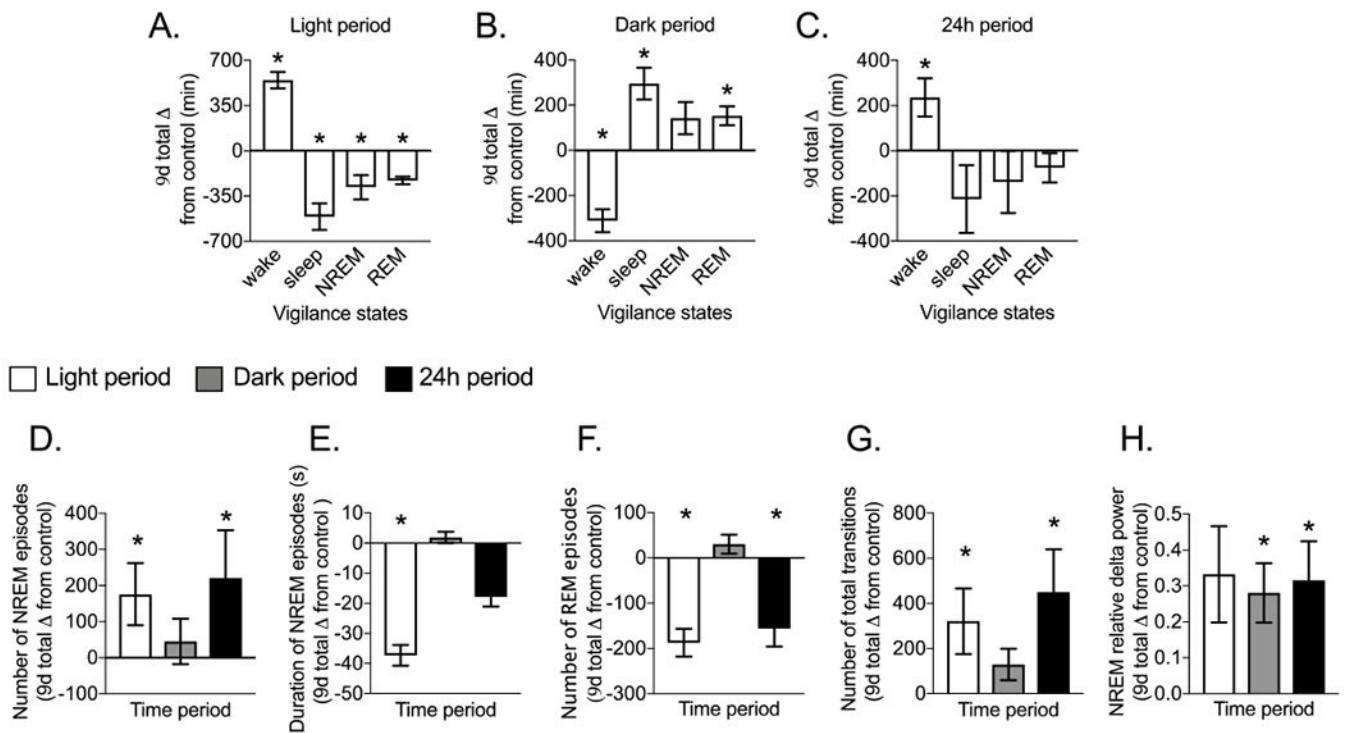 A.
Light period
9d total Δ
from control (min)
700
350
0
-350
-700
*
*
*
*
wake
sleep
NREM
REM
Vigilance states
B.
Dark period
9d total Δ
from control (min)
400
200
0
-200
-400
*
*
*
wake
sleep
NREM
REM
Vigilance states
C.
24h period
9d total Δ
from control (min)
400
200
0
-200
-400
*
wake
sleep
NREM
REM
Vigilance states
Light period
Dark period
24h period
D.
Number of NREM episodes
(9d total Δ from control)
400
300
200
100
0
-100
*
*
Time period
E.
Duration of NREM episodes (s)
(9d total Δ from control )
10
0
-10
-20
-30
-40
-50
*
Time period
F.
Number of REM episodes
(9d total Δ from control)
100
0
-100
-200
-300
*
*
Time period
G.
Number of total transitions
(9d total Δ from control)
800
600
400
200
0
*
*
Time period
H.
NREM relative delta power
(9d total Δ from control)
0.5
0.4
0.3
0.2
0.1
0.0
*
*
Time period